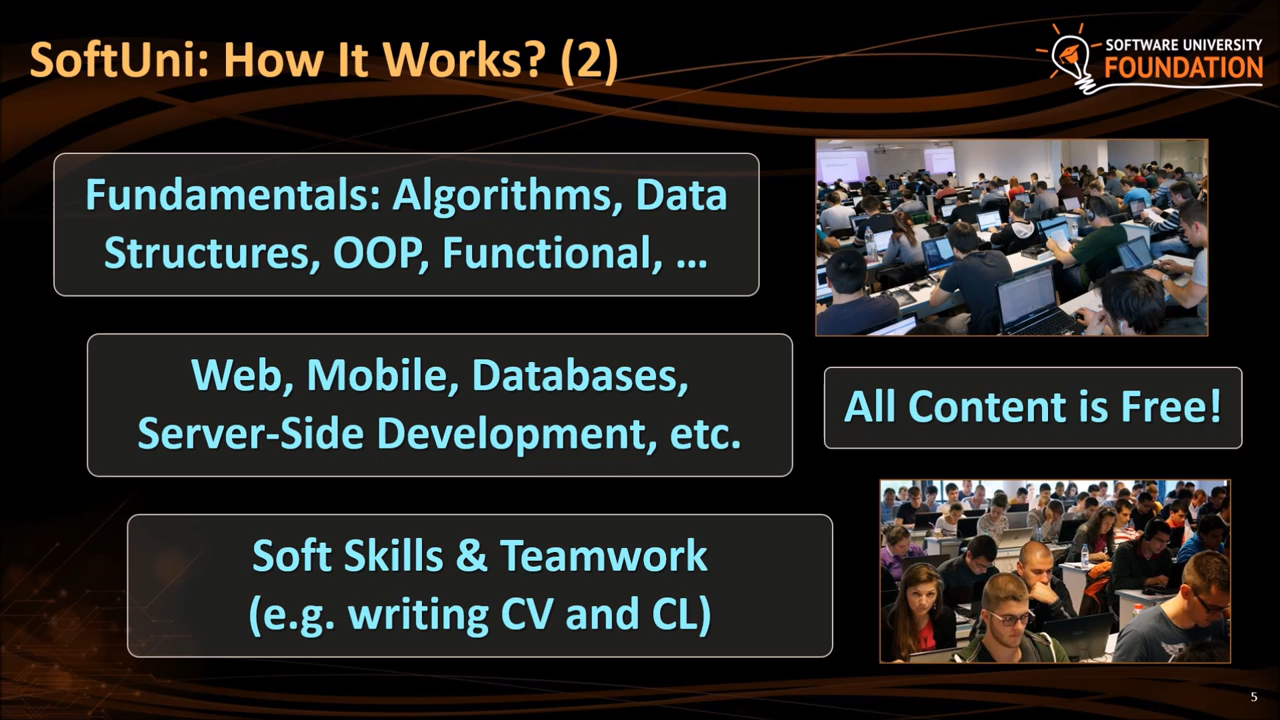 SoftUni: How It Works? (2)
SOFTWARE UNIVERSITY
FOUNDATION
Fundamentals: Algorithms, Data
Structures, OOP, Functional, …
Web, Mobile, Databases,
Server-Side Development, etc.
All Content is Free!
Soft Skills & Teamwork
(e.g. writing CV and CL)
5